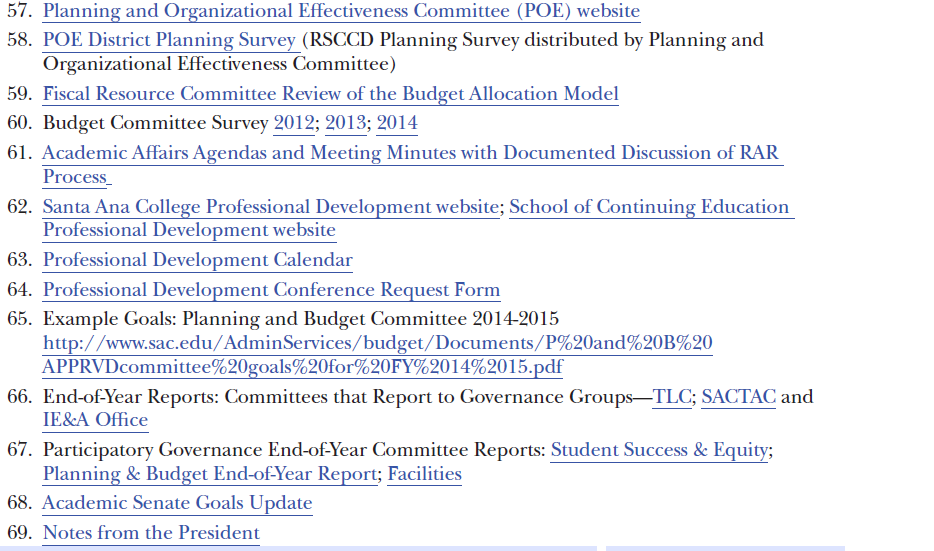 57. Planning and Organizational Effectiveness Committee (POE) website
58. POE District Planning Survey (RSCCD Planning Survey distributed by Planning and
Organizational Effectiveness Committee)
59. Fiscal Resource Committee Review of the Budget Allocation Model
60. Budget Committee Survey 2012; 2013; 2014
61. Academic Affairs Agendas and Meeting Minutes with Documented Discussion of RAR
Process
62. Santa Ana College Professional Development website; School of Continuing Education
Professional Development website
63. Professional Development Calendar
64. Professional Development Conference Request Form
65. Example Goals: Planning and Budget Committee 2014-2015
http://www.sac.edu/AdminServices/budget/Documents/P%20and%20B%20
APPRVDcommittee%20goals%20for%20FY%2014%2015.pdf
66. End-of-Year Reports: Committees that Report to Governance Groups—TLC; SACTAC and
IE&A Office
67. Participatory Governance End-of-Year Committee Reports: Student Success & Equity;
Planning & Budget End-of-Year Report; Facilities
68. Academic Senate Goals Update
69. Notes from the President